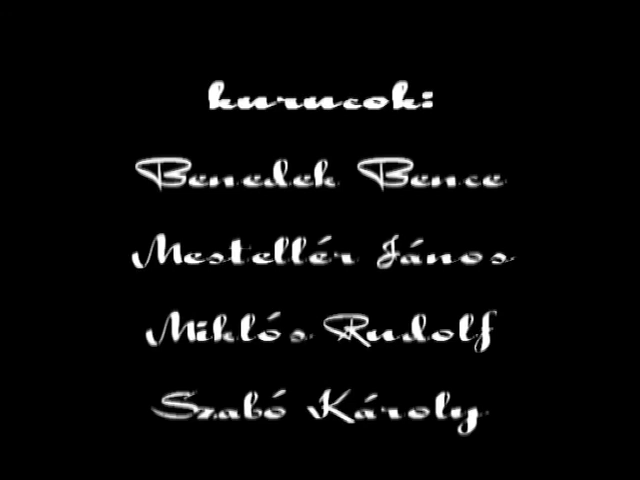 kurucok:
Benedek Bence
Mestellér János
Miklós Rudolf
Szabó Károly